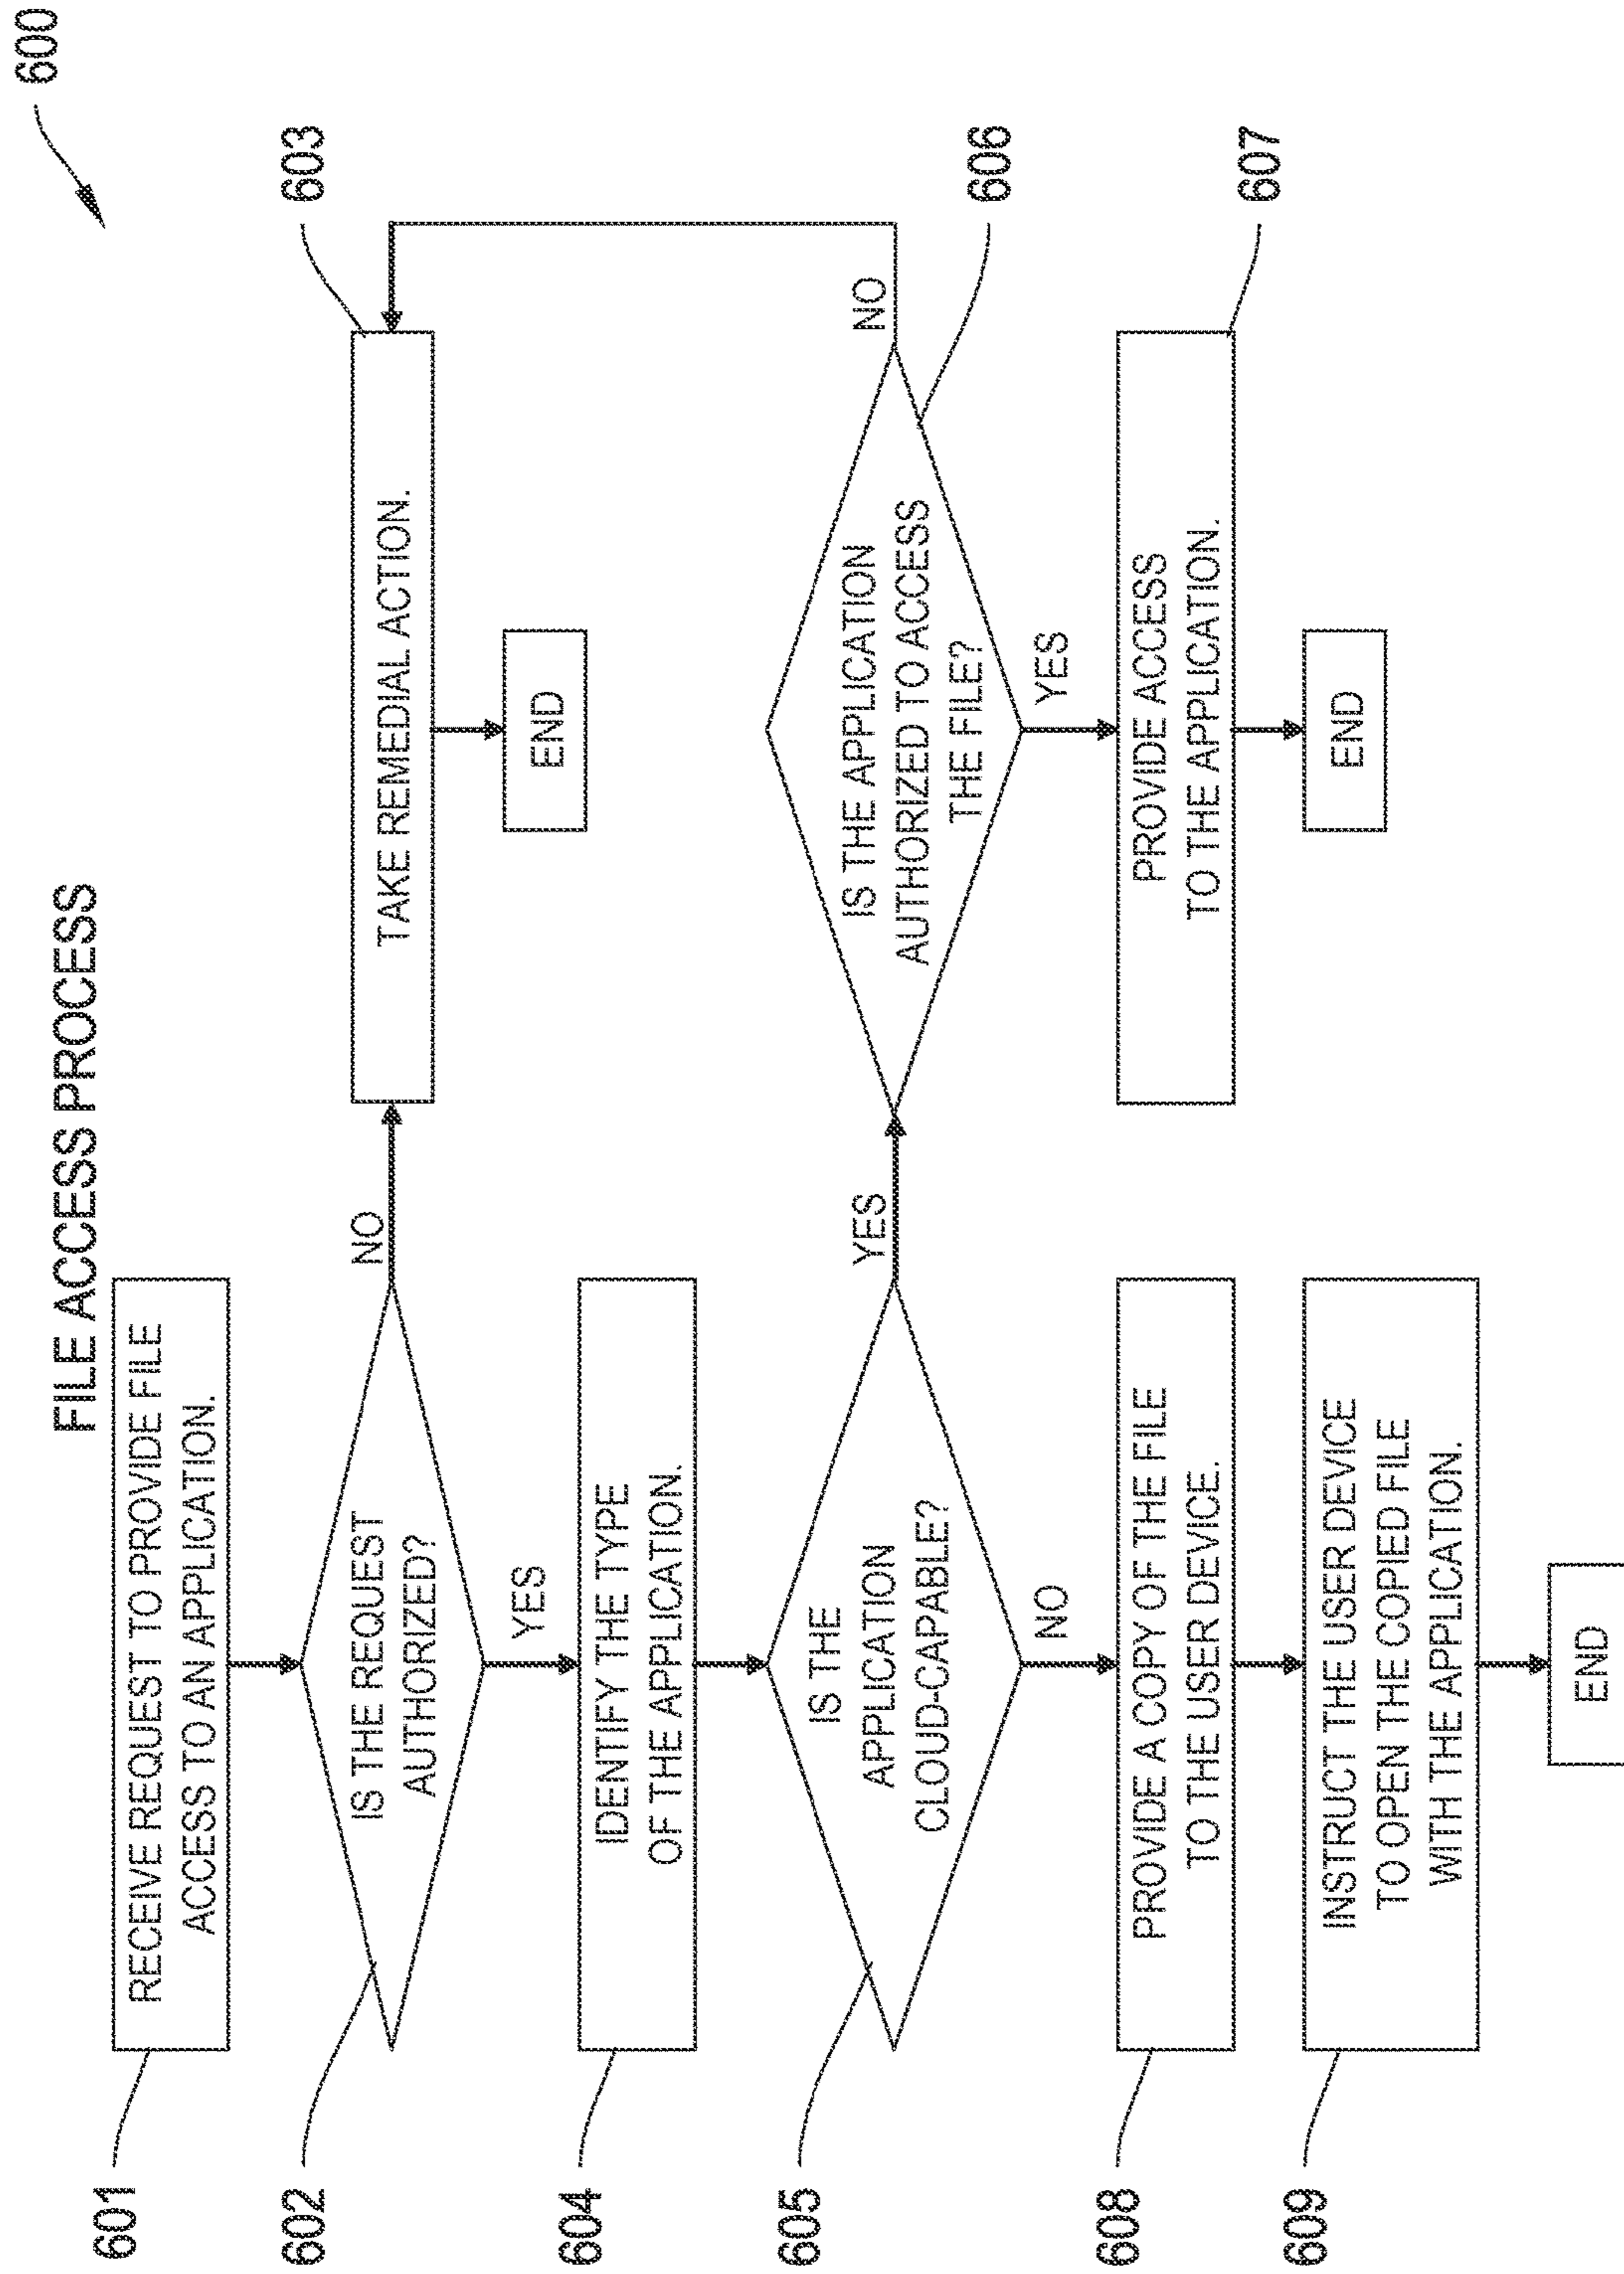 FILE ACCESS PROCESS
600
601
RECEIVE REQUEST TO PROVIDE FILE
ACCESS TO AN APPLICATION.
602
IS THE REQUEST
AUTHORIZED?
NO
TAKE REMEDIAL ACTION.
603
END
YES
604
IDENTIFY THE TYPE
OF THE APPLICATION.
605
IS THE
APPLICATION
CLOUD-CAPABLE?
YES
IS THE APPLICATION
AUTHORIZED TO ACCESS
THE FILE?
NO
606
NO
YES
608
PROVIDE A COPY OF THE FILE
TO THE USER DEVICE.
PROVIDE ACCESS
TO THE APPLICATION.
607
609
INSTRUCT THE USER DEVICE
TO OPEN THE COPIED FILE
WITH THE APPLICATION.
END
END